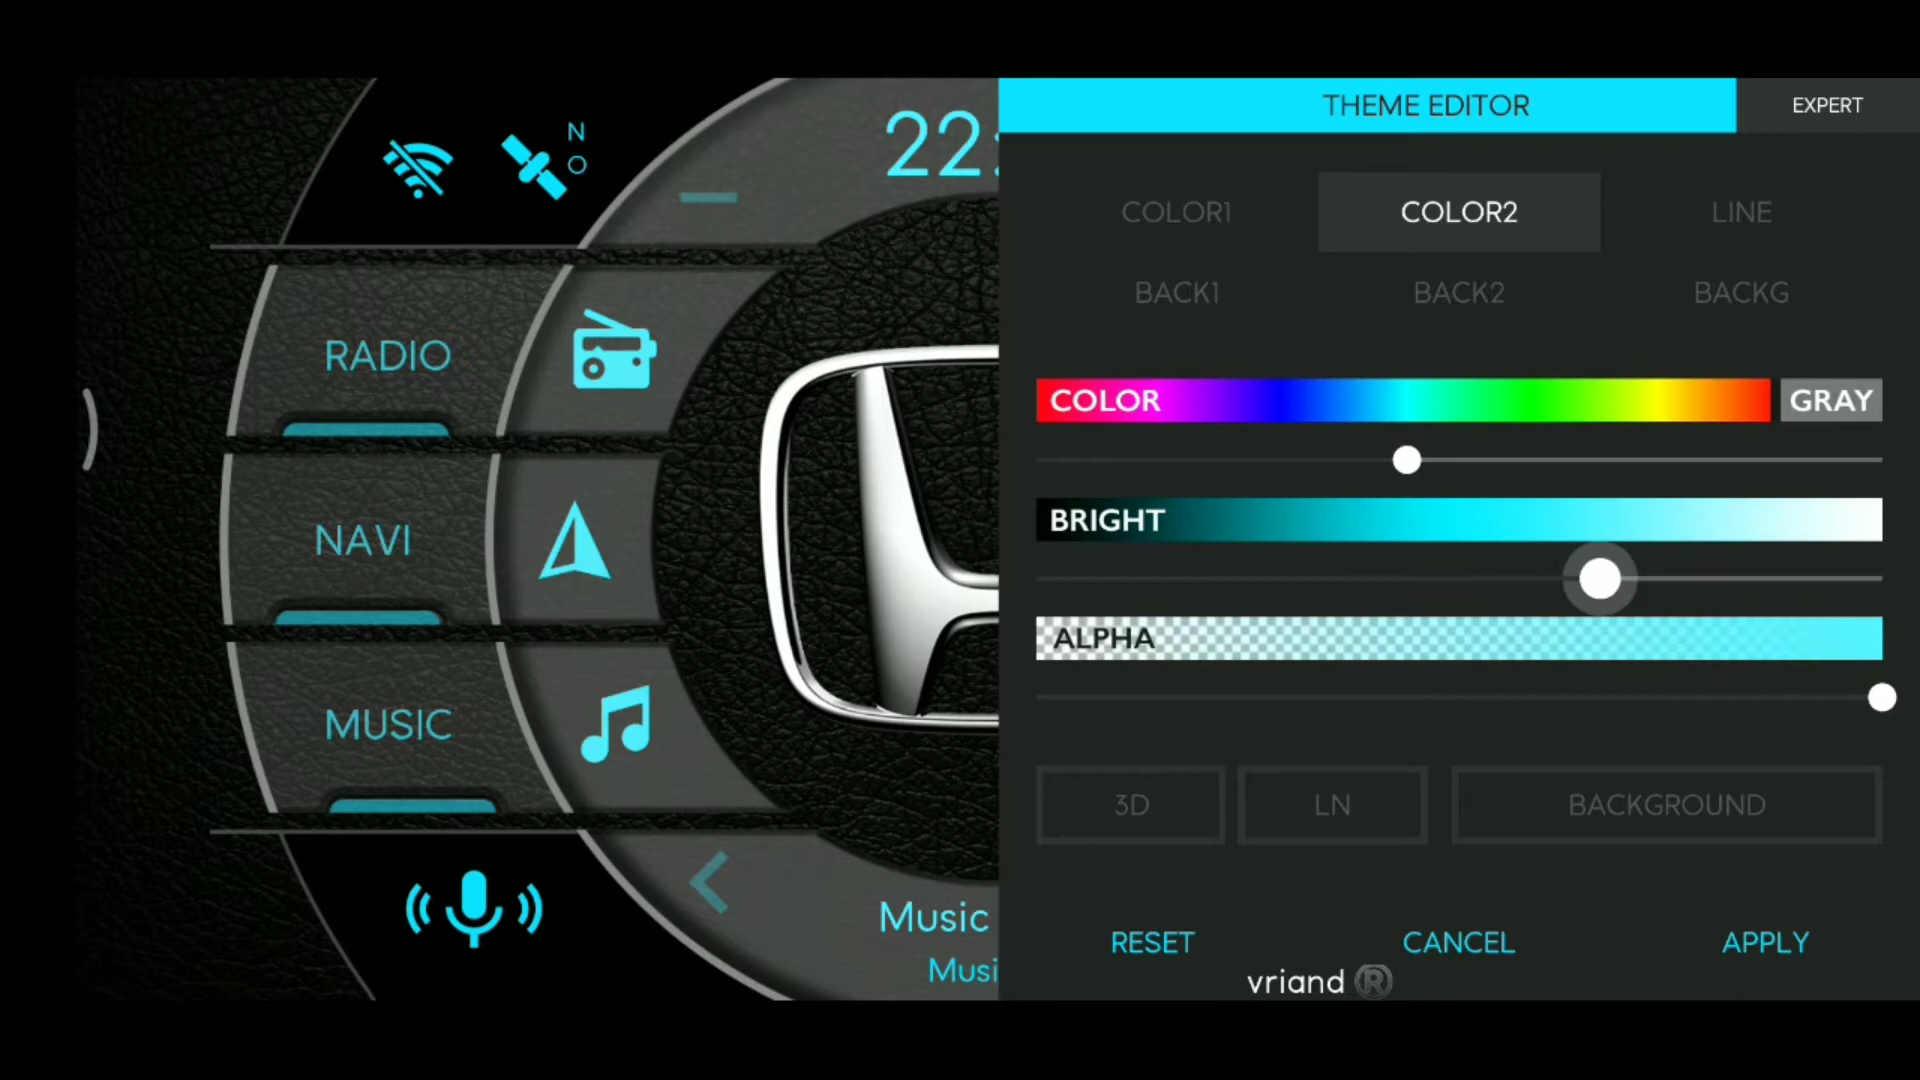 N
O
22:
RADIO
NAVI
MUSIC
Music
Musi
THEME EDITOR
EXPERT
COLOR1
COLOR2
LINE
BACK1
BACK2
BACKG
COLOR
GRAY
BRIGHT
ALPHA
3D
LN
BACKGROUND
RESET
CANCEL
APPLY
vriand ®